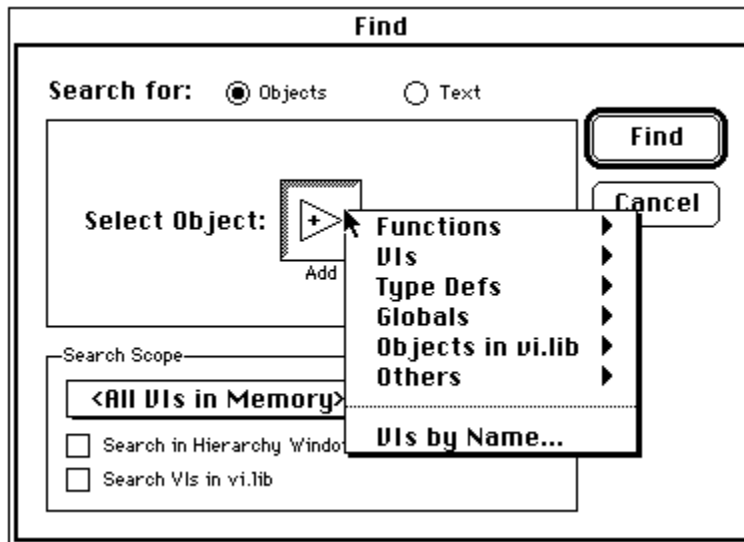 Find
Search for: Objects Text
Find
Cancel
Select Object:
Add
Functions
VIs
Type Defs
Globals
Objects in vi.lib
Others
VIs by Name...
Search Scope
<All VIs in Memory>
Search in Hierarchy Windo
Search VIs in vi.lib